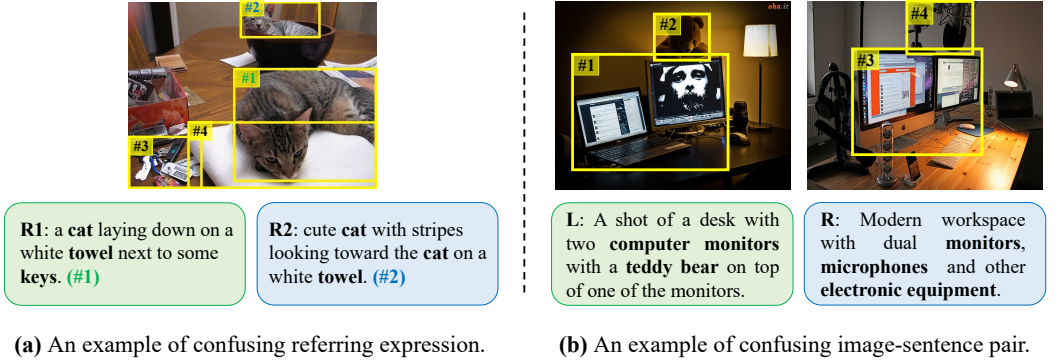 #2
#1
#4
#3
R1: a cat laying down on a
white towel next to some
keys. (#1)
R2: cute cat with stripes
looking toward the cat on a
white towel. (#2)
(a) An example of confusing referring expression.
oha.it
#2
#1
L: A shot of a desk with
two computer monitors
with a teddy bear on top
of one of the monitors.
#4
#3
R: Modern workspace
with dual monitors,
microphones and other
electronic equipment.
(b) An example of confusing image-sentence pair.